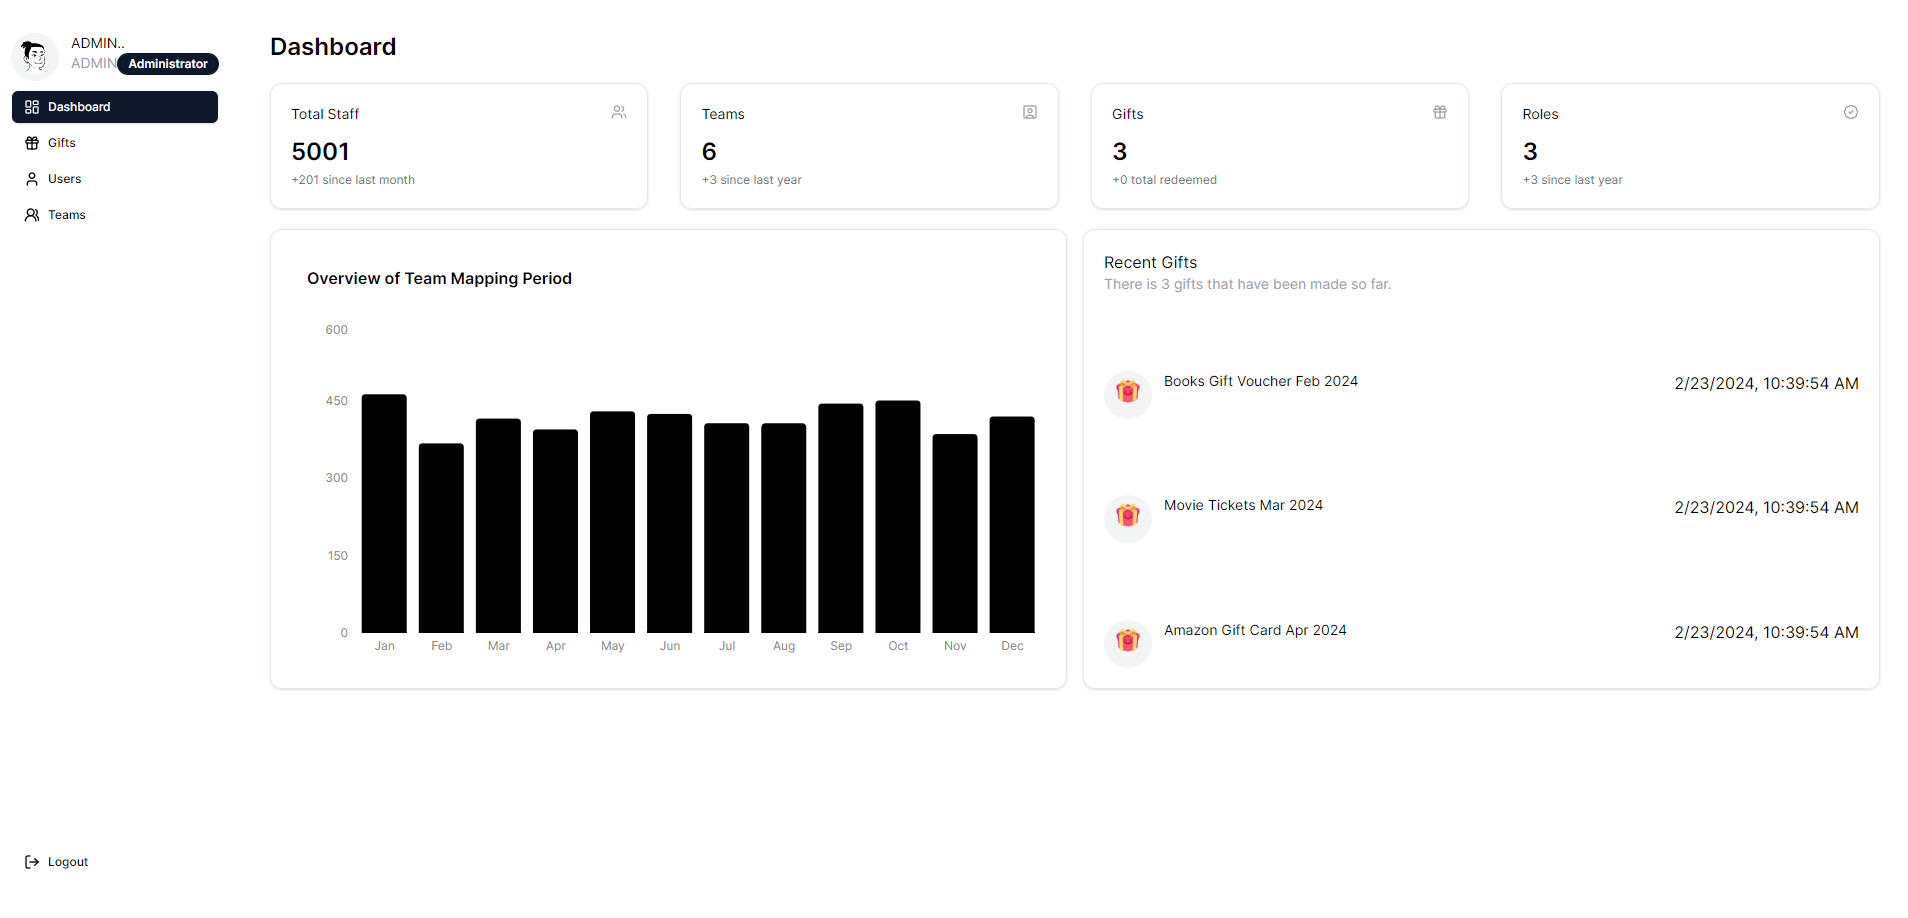 ADMIN..
ADMIN
Administrator
Dashboard
Gifts
Users
Teams
Logout
Dashboard
Total Staff
5001
+201 since last month
Teams
6
+3 since last year
Gifts
3
+0 total redeemed
Roles
3
+3 since last year
Overview of Team Mapping Period
600
450
300
150
0
Jan Feb Mar Apr May Jun Jul Aug Sep Oct Nov Dec
Recent Gifts
There is 3 gifts that have been made so far.
Books Gift Voucher Feb 2024 2/23/2024, 10:39:54 AM
Movie Tickets Mar 2024 2/23/2024, 10:39:54 AM
Amazon Gift Card Apr 2024 2/23/2024, 10:39:54 AM